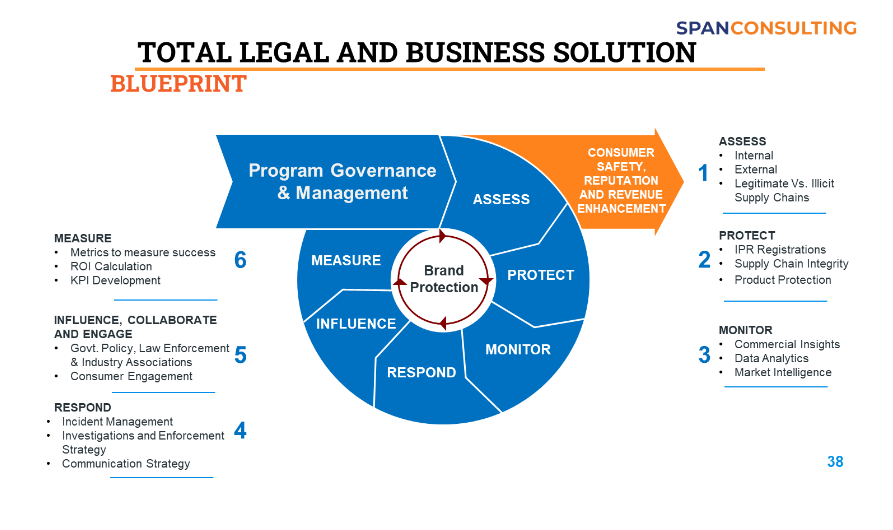 SPANCONSULTING
TOTAL LEGAL AND BUSINESS SOLUTION
BLUEPRINT
Program Governance
& Management
CONSUMER
SAFETY,
REPUTATION
AND REVENUE
ENHANCEMENT
ASSESS
PROTECT
MONITOR
RESPOND
INFLUENCE
MEASURE
Brand
Protection
1
ASSESS
• Internal
• External
• Legitimate Vs. Illicit
Supply Chains
2
PROTECT
• IPR Registrations
• Supply Chain Integrity
• Product Protection
3
MONITOR
• Commercial Insights
• Data Analytics
• Market Intelligence
4
RESPOND
• Incident Management
• Investigations and Enforcement
Strategy
• Communication Strategy
5
INFLUENCE, COLLABORATE
AND ENGAGE
• Govt. Policy, Law Enforcement
& Industry Associations
• Consumer Engagement
6
MEASURE
• Metrics to measure success
• ROI Calculation
• KPI Development
38